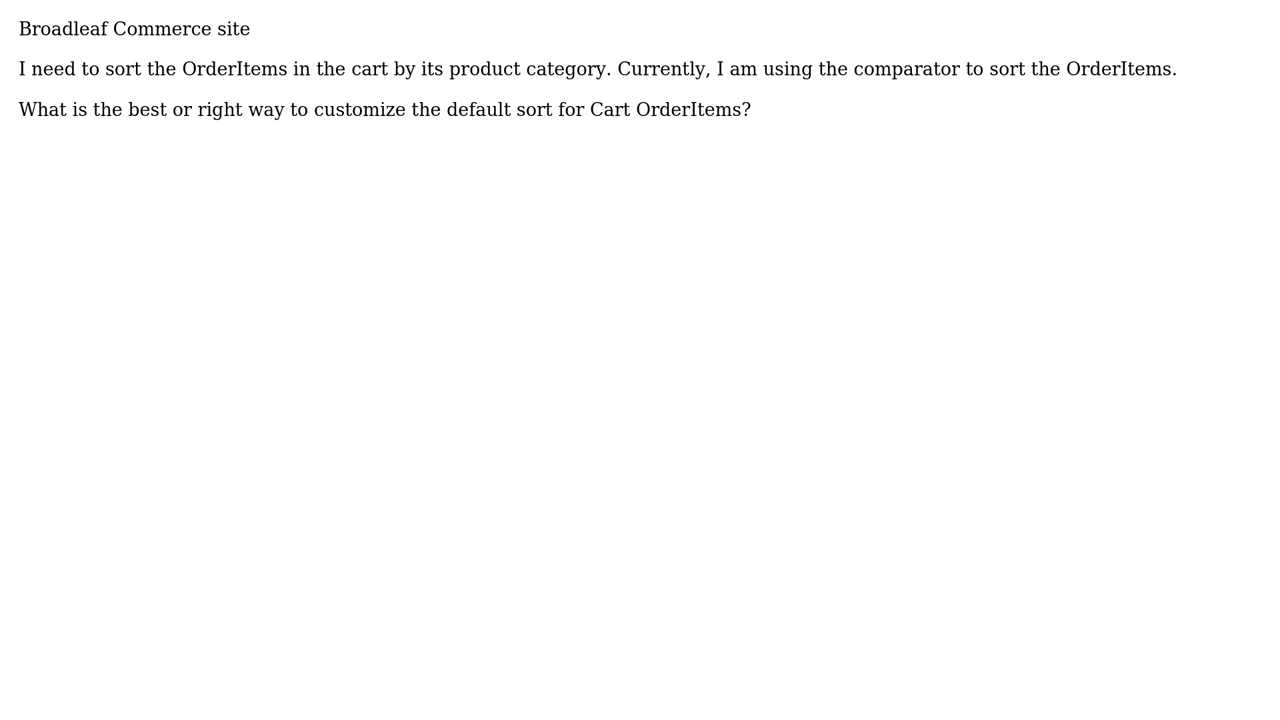 Broadleaf Commerce site
I need to sort the OrderItems in the cart by its product category. Currently, I am using the comparator to sort the OrderItems.
What is the best or right way to customize the default sort for Cart OrderItems?